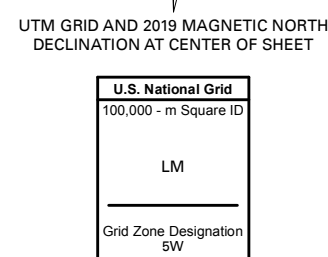 UTM GRID AND 2019 MAGNETIC NORTH
DECLINATION AT CENTER OF SHEET
U.S. National Grid
100,000 - m Square ID
LM
Grid Zone Designation
5W